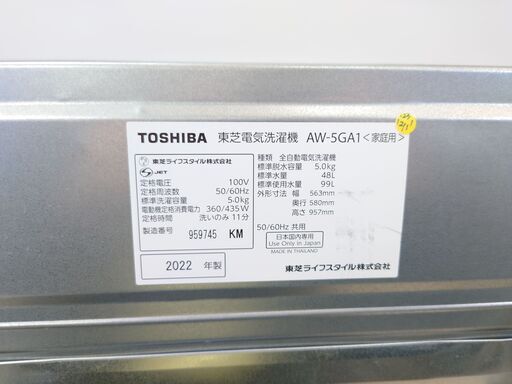 TOSHIBA 東芝電気洗濯機 AW-5GA1＜家庭用＞
東芝ライフスタイル株式会社
JET
定格電圧 100V
定格周波数 50/60Hz
標準洗濯容量 5.0kg
電動機定格消費電力 360/435W
定格時間 洗いのみ 11分
製造番号 959745 KM
2022 年製
種類 全自動電気洗濯機
標準脱水容量 5.0kg
標準水量 48L
標準使用水量 99L
外形寸法 幅 563mm
奥行 580mm
高さ 957mm
50/60Hz 共用
日本国内専用
Use Only in Japan
MADE IN THAILAND
東芝ライフスタイル株式会社